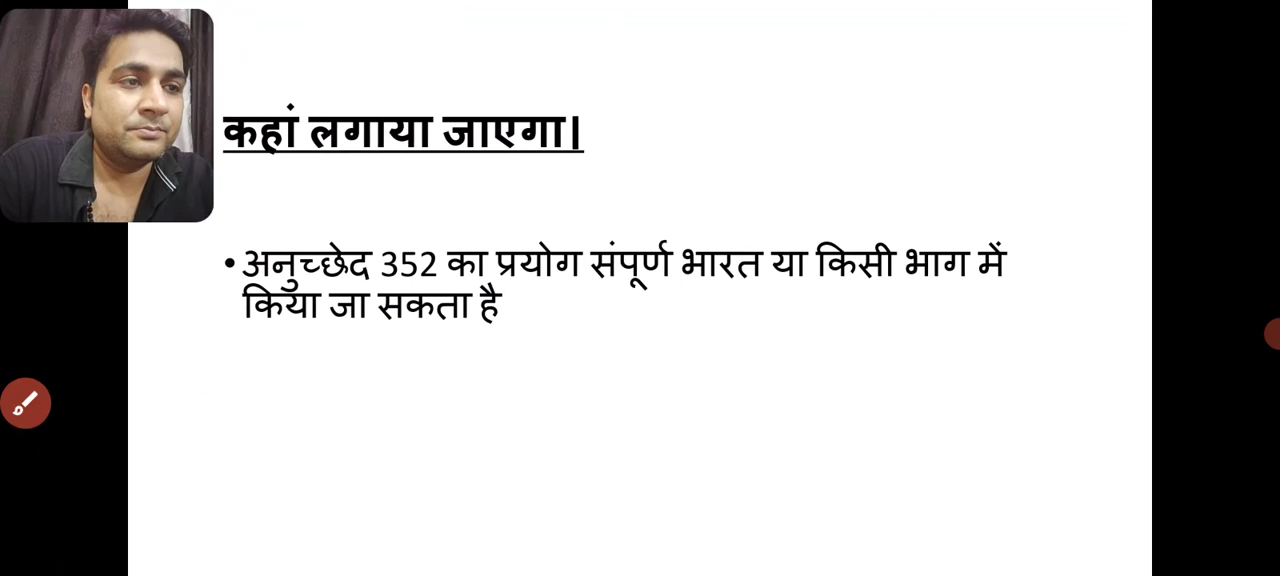 कहां लगाया जाएगा।
• अनुच्छेद 352 का प्रयोग संपूर्ण भारत या किसी भाग में
किया जा सकता है